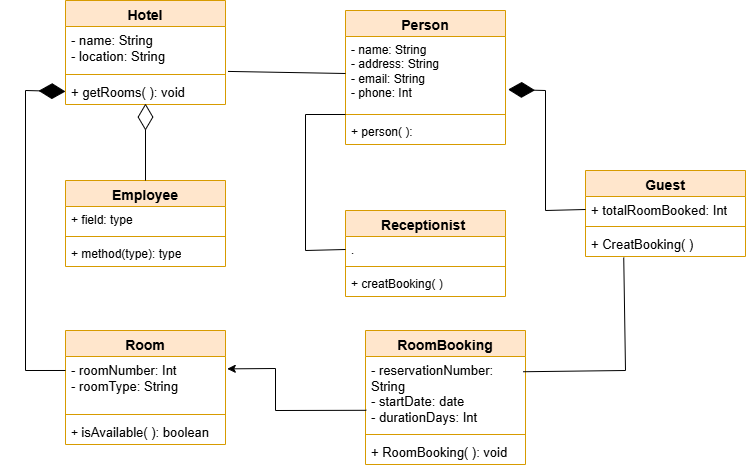 Hotel
- name: String
- location: String
+ getRooms( ): void
Person
- name: String
- address: String
- email: String
- phone: Int
+ person( ):
Employee
+ field: type
+ method(type): type
Receptionist
.
+ creatBooking( )
Guest
+ totalRoomBooked: Int
+ CreatBooking( )
Room
- roomNumber: Int
- roomType: String
+ isAvailable( ): boolean
RoomBooking
- reservationNumber:
String
- startDate: date
- durationDays: Int
+ RoomBooking( ): void